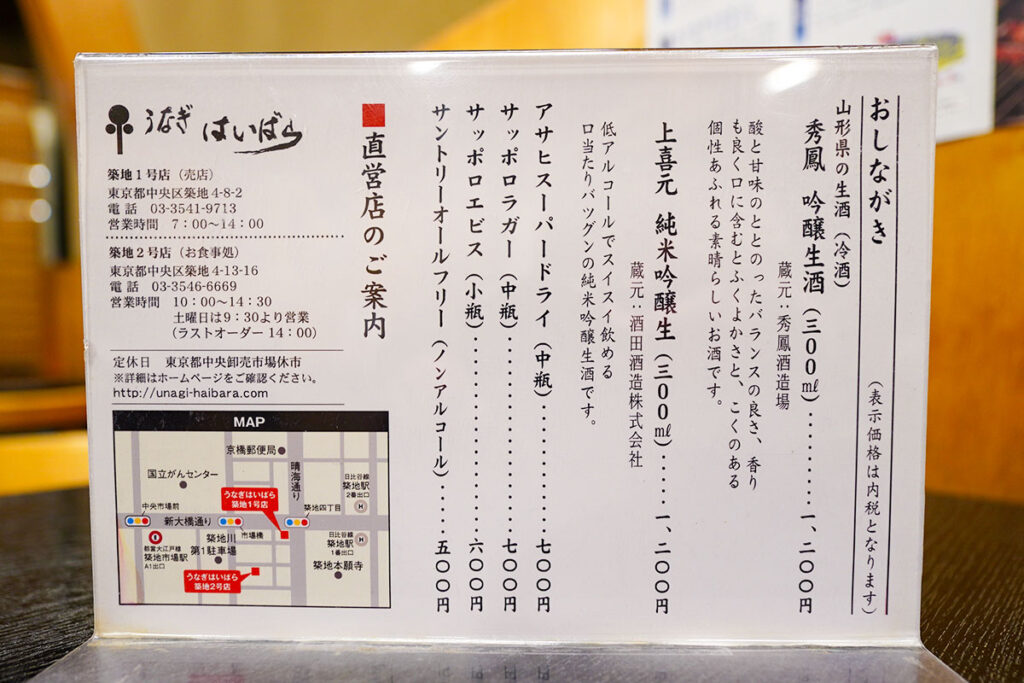 おしながき
(表示価格は内税となります)
山形県の生酒(冷酒)
秀鳳 吟醸生酒(三00㎖)‥‥‥‥一、二00円
蔵元：秀鳳酒造場
酸と甘味のととのったバランスの良さ、香り
も良く口に含むとふくよかさと、こくのある
個性あふれる素晴らしいお酒です。
上喜元 純米吟醸生(三00㎖)‥‥‥一、二00円
蔵元：酒田酒造株式会社
低アルコールでスイスイ飲める
口当たりバツグンの純米吟醸生酒です。
アサヒスーパードライ(中瓶)‥‥‥‥‥‥七00円
サッポロラガー(中瓶)‥‥‥‥‥‥‥‥七00円
サッポロエビス(小瓶)‥‥‥‥‥‥‥‥六00円
サントリーオールフリー(ノンアルコール)‥‥‥五00円
■直営店のご案内
うなぎ はいばら
築地1号店(売店)
東京都中央区築地4-8-2
電話 03-3541-9713
営業時間 7:00〜14:00
築地2号店(お食事処)
東京都中央区築地4-13-16
電話 03-3546-6669
営業時間 10:00〜14:30
土曜日は9:30より営業
(ラストオーダー 14:00)
定休日 東京都中央卸売市場休市
※詳細はホームページをご確認ください。
http://unagi-haibara.com
MAP
京橋郵便局
晴海通り
国立がんセンター
日比谷線
築地駅
2番出口
うなぎはいばら
築地1号店
中央市場前
築地四丁目
新大橋通り
市場橋
都営大江戸線
築地市場駅
A1出口
築地川
第1駐車場
日比谷線
築地駅
1番出口
築地本願寺
うなぎはいばら
築地2号店